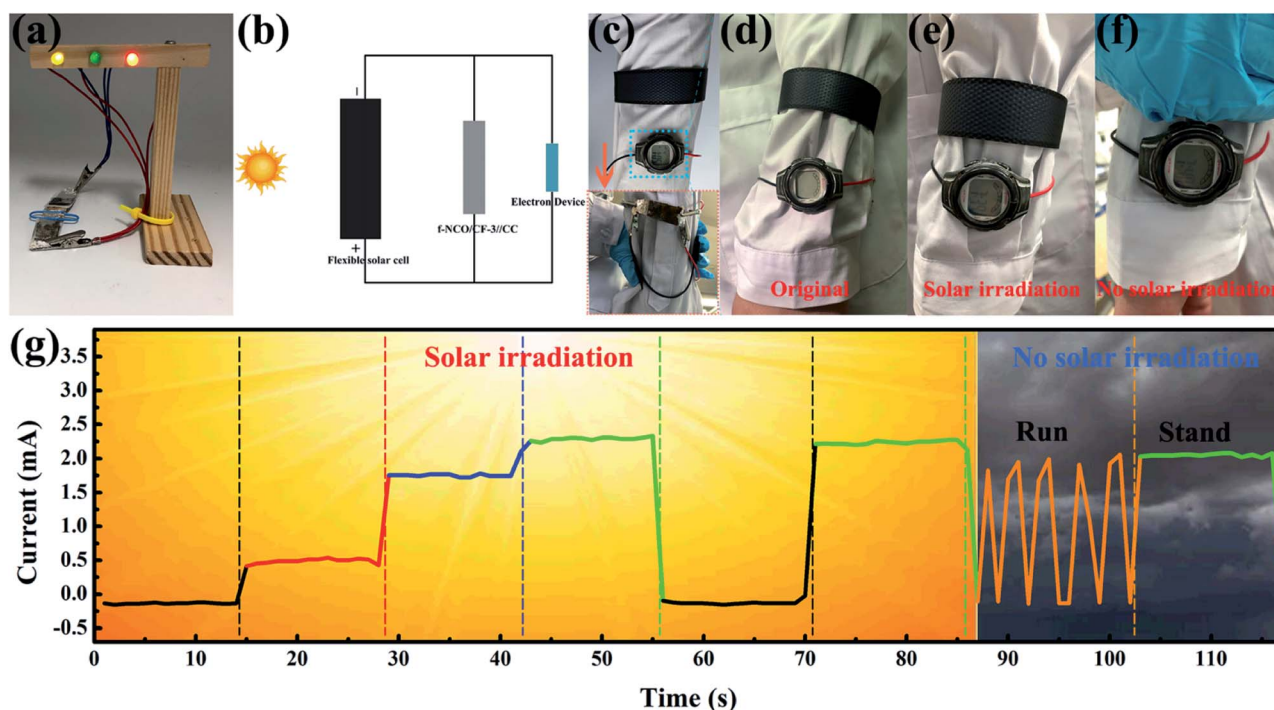 (a)
(b)
(c)
(d)
(e)
(f)
−
+
Flexible solar cell
f-NCO/CF-3//CC
Electron Device
Original
Solar irradiation
No solar irradiation
(g)
Solar irradiation
No solar irradiation
Run
Stand
Current (mA)
3.5
3.0
2.5
2.0
1.5
1.0
0.5
0.0
-0.5
0 10 20 30 40 50 60 70 80 90 100 110
Time (s)